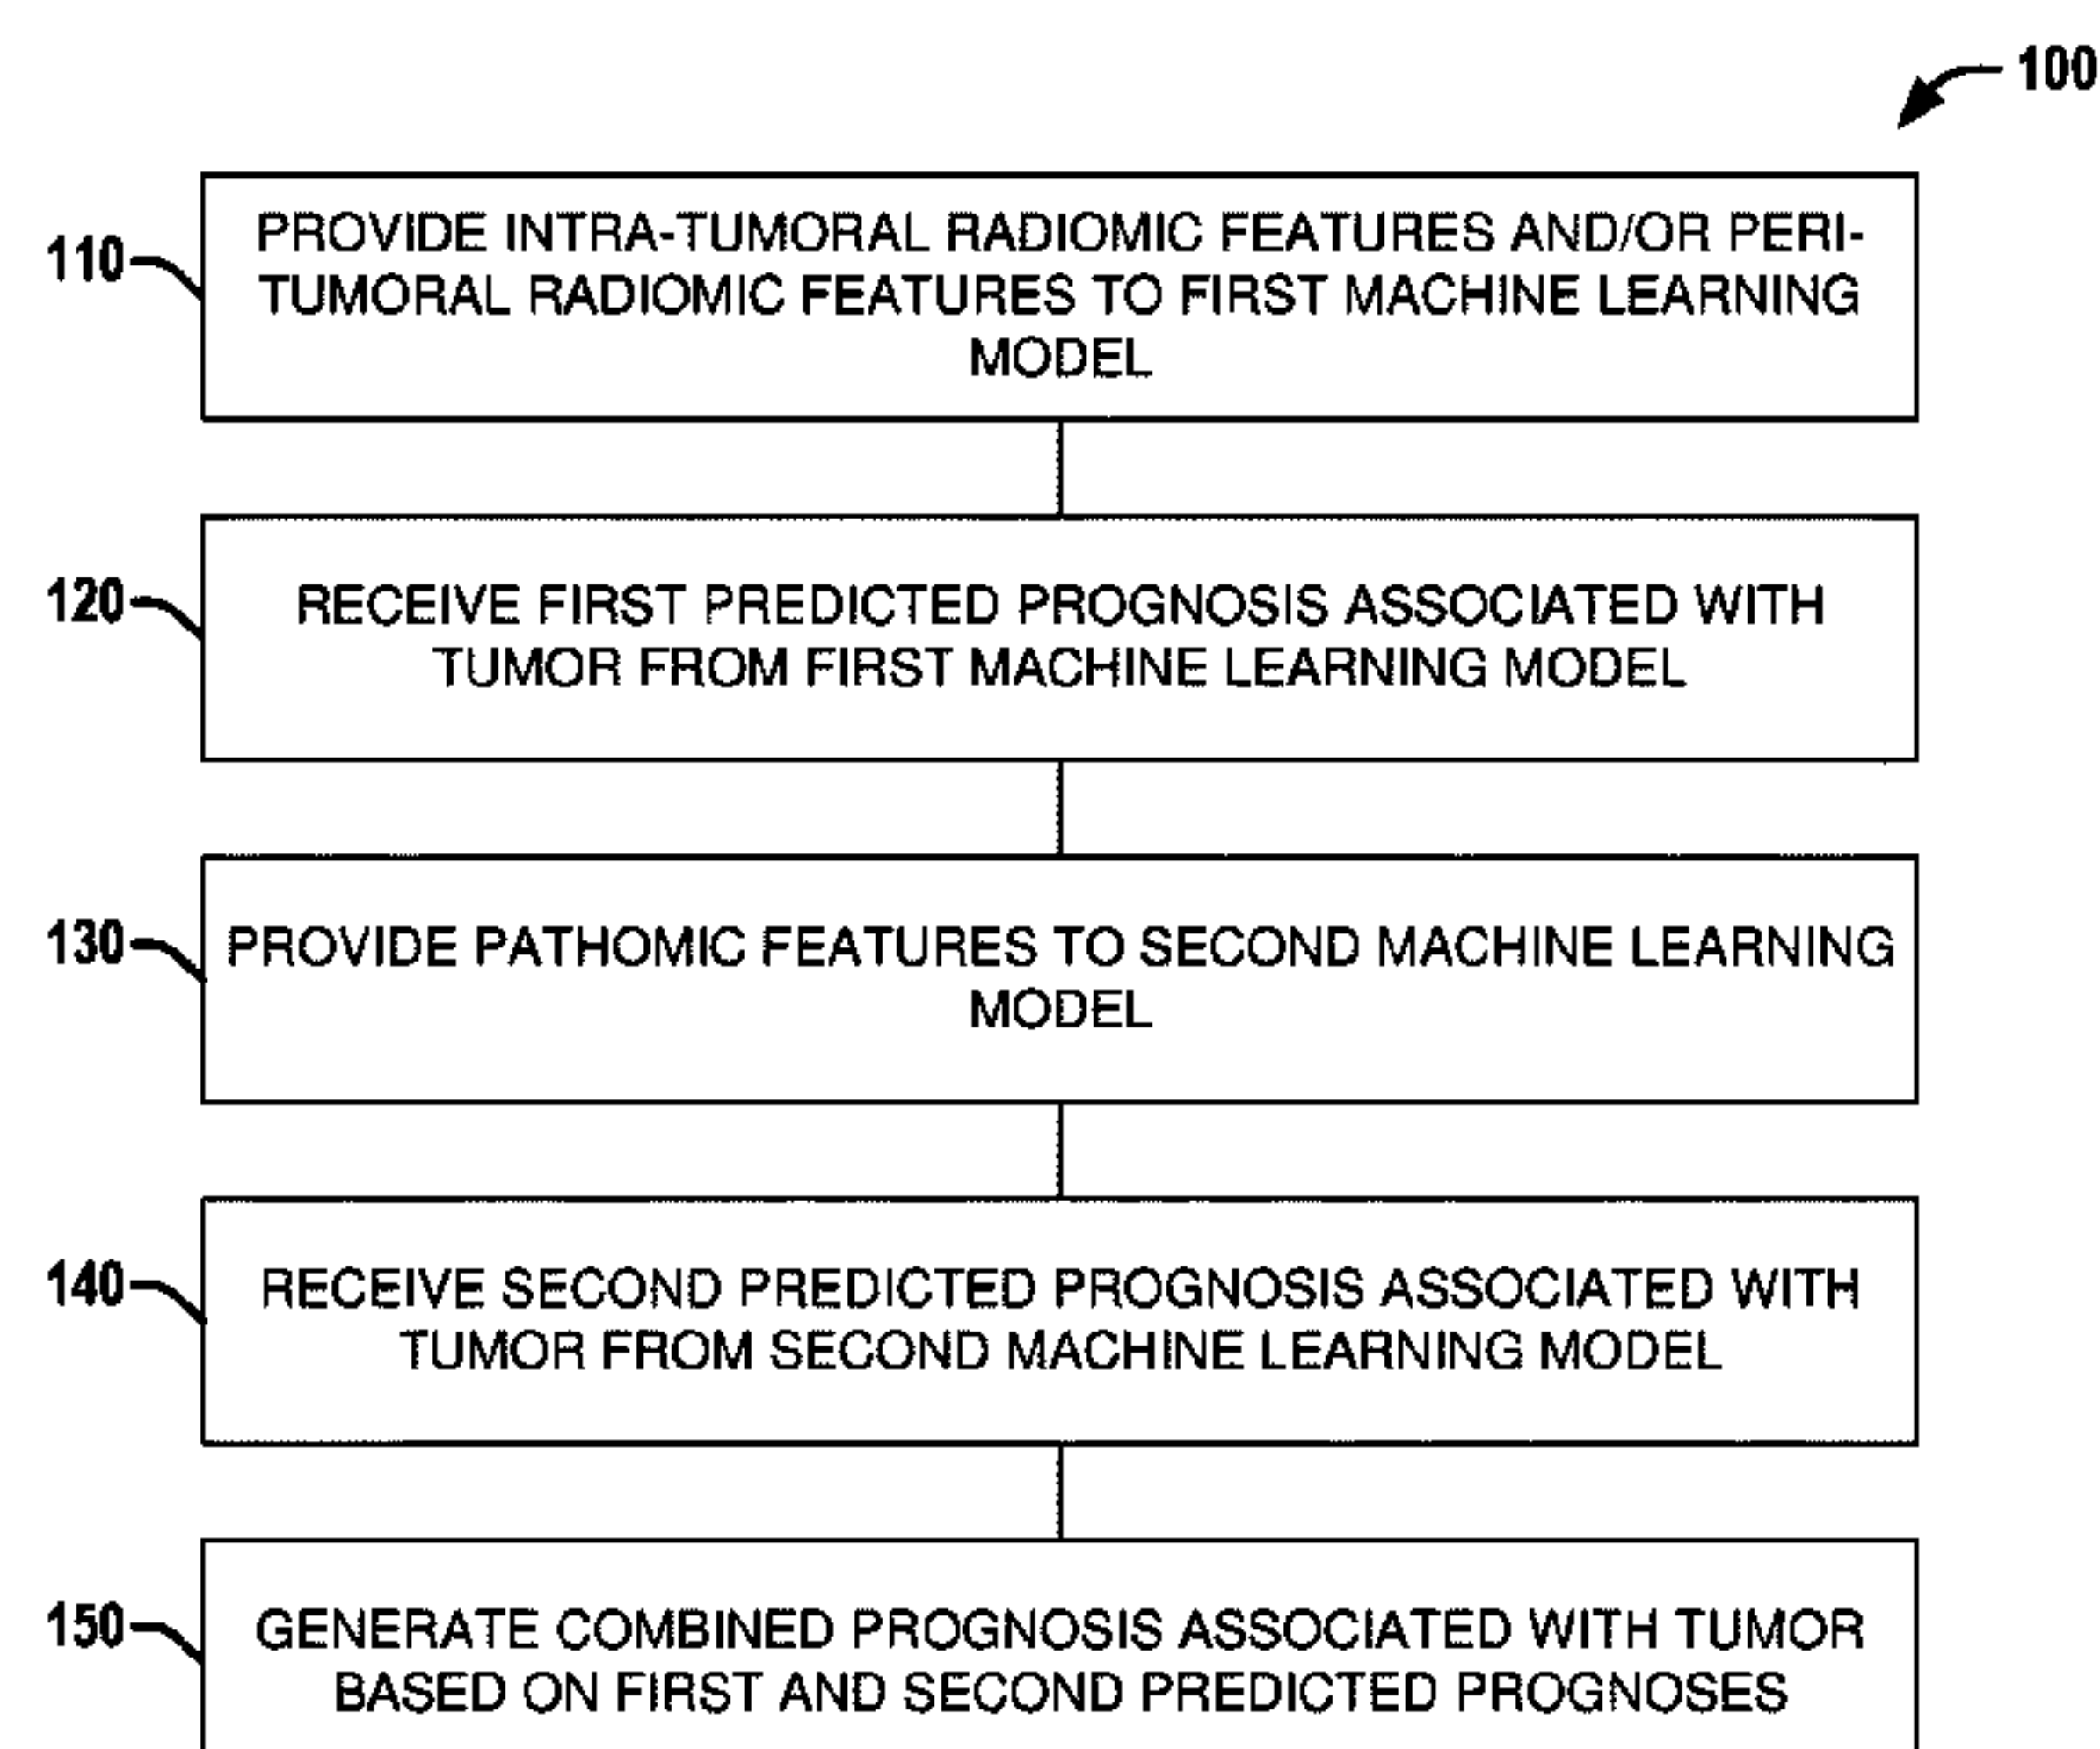 100
110
PROVIDE INTRA-TUMORAL RADIOMIC FEATURES AND/OR PERI-
TUMORAL RADIOMIC FEATURES TO FIRST MACHINE LEARNING
MODEL
120
RECEIVE FIRST PREDICTED PROGNOSIS ASSOCIATED WITH
TUMOR FROM FIRST MACHINE LEARNING MODEL
130
PROVIDE PATHOMIC FEATURES TO SECOND MACHINE LEARNING
MODEL
140
RECEIVE SECOND PREDICTED PROGNOSIS ASSOCIATED WITH
TUMOR FROM SECOND MACHINE LEARNING MODEL
150
GENERATE COMBINED PROGNOSIS ASSOCIATED WITH TUMOR
BASED ON FIRST AND SECOND PREDICTED PROGNOSES